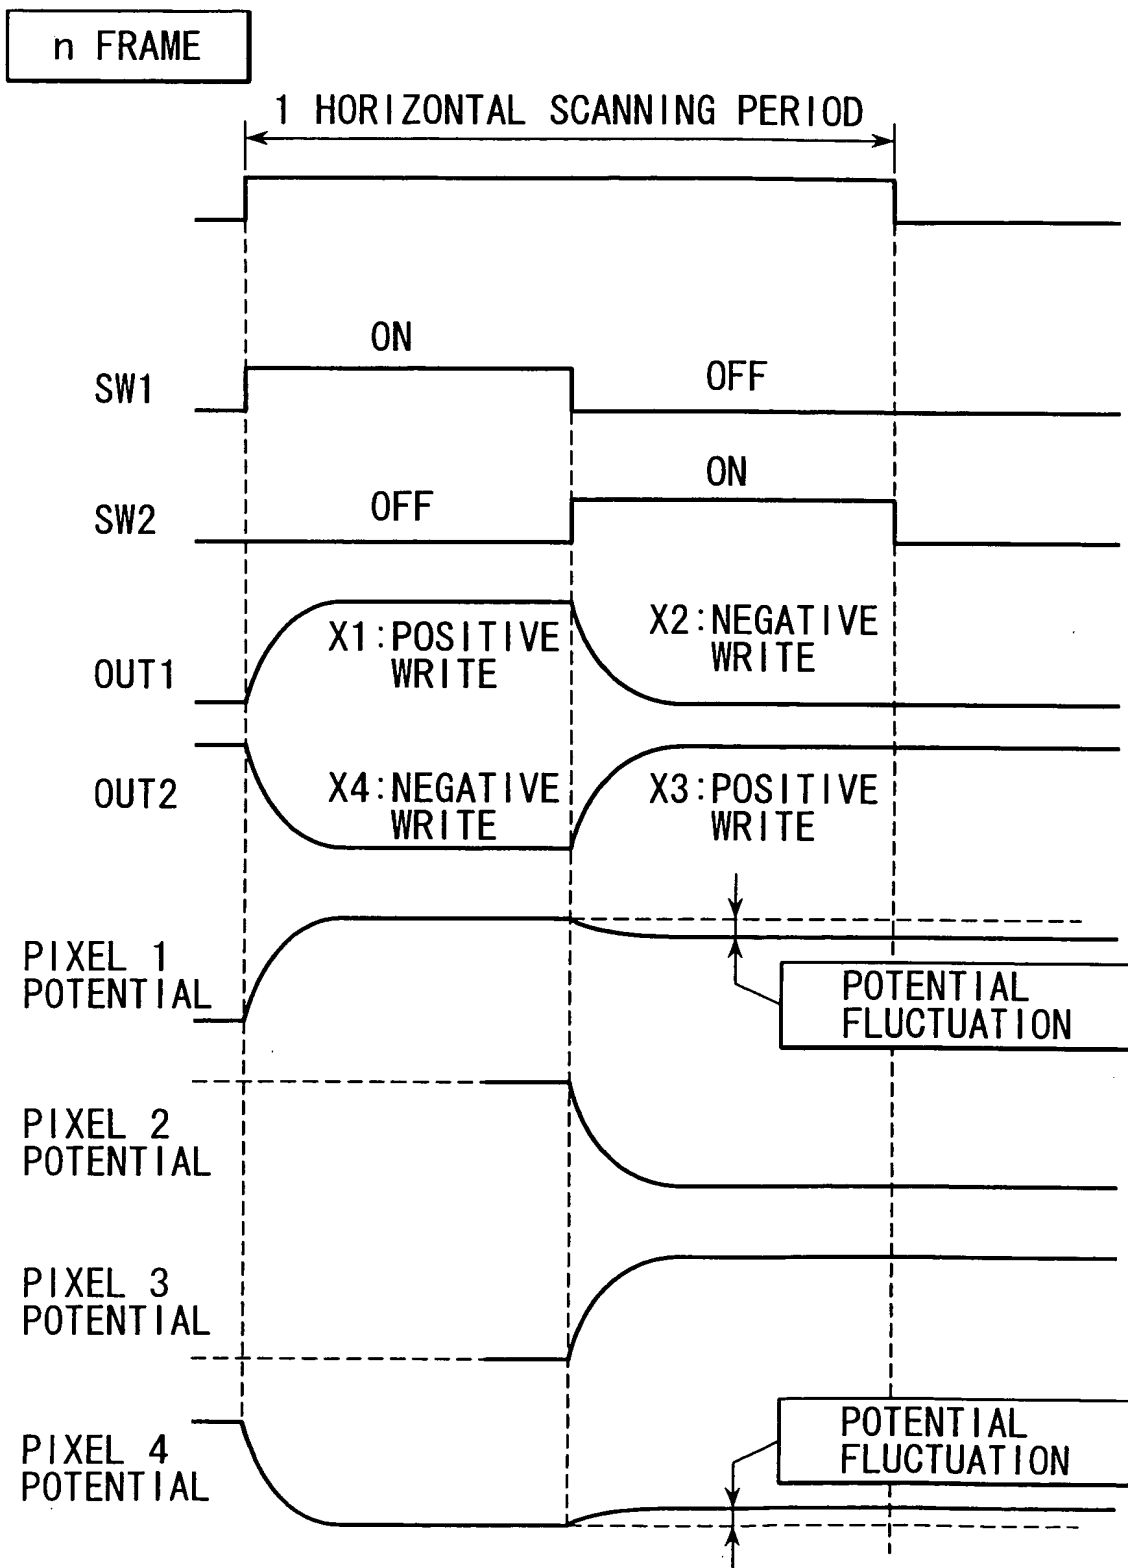 n FRAME
1 HORIZONTAL SCANNING PERIOD
ON
SW1
OFF
ON
SW2
OFF
X1:POSITIVE
WRITE
X2:NEGATIVE
WRITE
OUT1
OUT2
X4:NEGATIVE
WRITE
X3:POSITIVE
WRITE
PIXEL 1
POTENTIAL
POTENTIAL
FLUCTUATION
PIXEL 2
POTENTIAL
PIXEL 3
POTENTIAL
POTENTIAL
FLUCTUATION
PIXEL 4
POTENTIAL